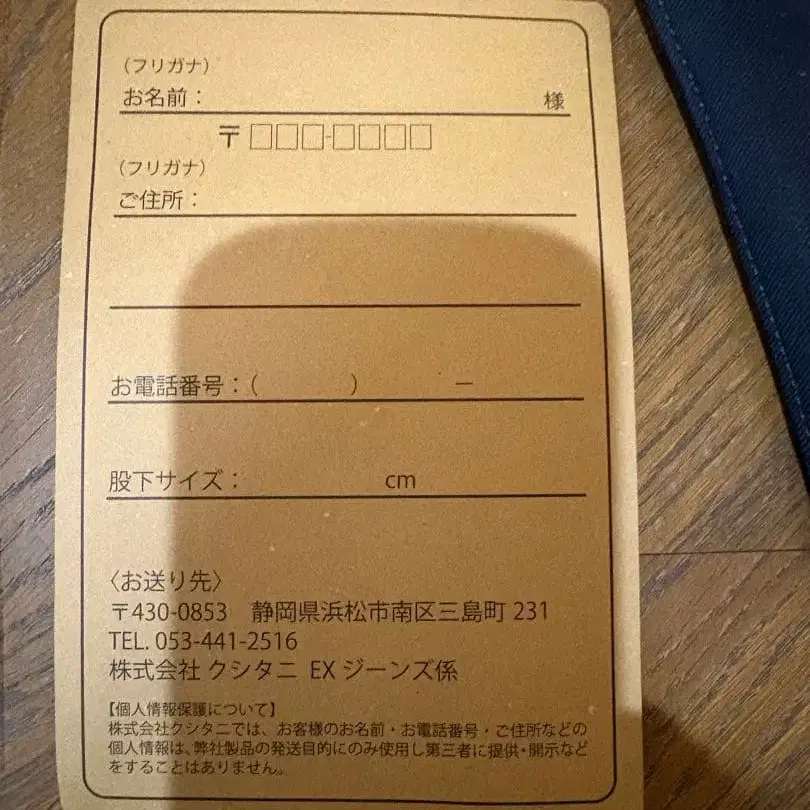 (フリガナ)
お名前: 様
〒□□□-□□□□
(フリガナ)
ご住所:
お電話番号:( ) ー
股下サイズ: cm
〈お送り先〉
〒430-0853 静岡県浜松市南区三島町 231
TEL. 053-441-2516
株式会社 クシタニ EX ジーンズ係
【個人情報保護について】
株式会社クシタニでは、お客様のお名前・お電話番号・ご住所などの
個人情報は、弊社製品の発送目的にのみ使用し第三者に提供・開示など
をすることはありません。